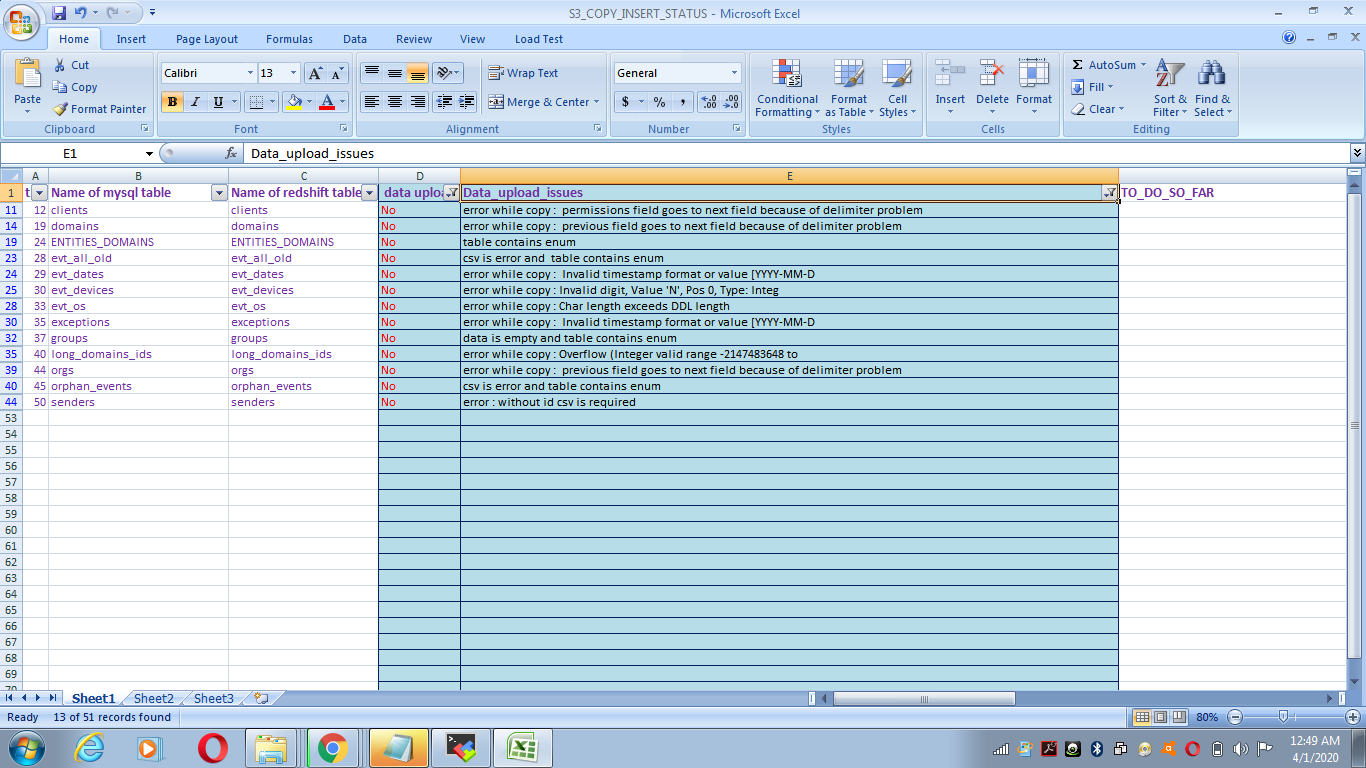 S3_COPY_INSERT_STATUS - Microsoft Excel
Home Insert Page Layout Formulas Data Review View Load Test
Paste Cut Copy Format Painter Clipboard
Calibri 13 A A B I U A Font
Wrap Text Merge & Center Alignment
General $ % , Number
Conditional Formatting Format as Table Cell Styles Styles
Insert Delete Format Cells
Σ AutoSum Fill Clear Sort & Filter Find & Select Editing
E1 fx Data_upload_issues
A B C D E
1 t Name of mysql table Name of redshift table data uplo Data_upload_issues TO_DO_SO_FAR
11 12 clients clients No error while copy : permissions field goes to next field because of delimiter problem
14 19 domains domains No error while copy : previous field goes to next field because of delimiter problem
19 24 ENTITIES_DOMAINS ENTITIES_DOMAINS No table contains enum
23 28 evt_all_old evt_all_old No csv is error and table contains enum
24 29 evt_dates evt_dates No error while copy : Invalid timestamp format or value [YYYY-MM-D
25 30 evt_devices evt_devices No error while copy : Invalid digit, Value 'N', Pos 0, Type: Integ
28 33 evt_os evt_os No error while copy : Char length exceeds DDL length
30 35 exceptions exceptions No error while copy : Invalid timestamp format or value [YYYY-MM-D
32 37 groups groups No data is empty and table contains enum
35 40 long_domains_ids long_domains_ids No error while copy : Overflow (Integer valid range -2147483648 to
39 44 orgs orgs No error while copy : previous field goes to next field because of delimiter problem
40 45 orphan_events orphan_events No csv is error and table contains enum
44 50 senders senders No error : without id csv is required
53
54
55
56
57
58
59
60
61
62
63
64
65
66
67
68
69
70
Sheet1 Sheet2 Sheet3
Ready 13 of 51 records found 80%
12:49 AM
4/1/2020